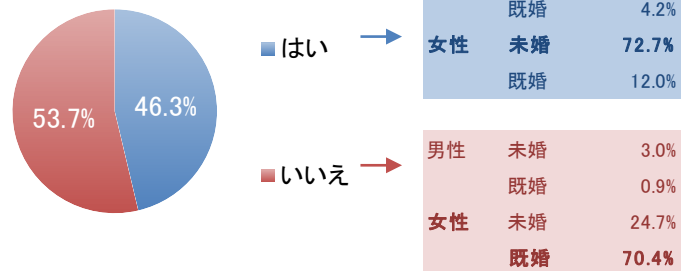 53.7%
46.3%
はい
既婚 4.2%
女性 未婚 72.7%
既婚 12.0%
いいえ
男性 未婚 3.0%
既婚 0.9%
女性 未婚 24.7%
既婚 70.4%